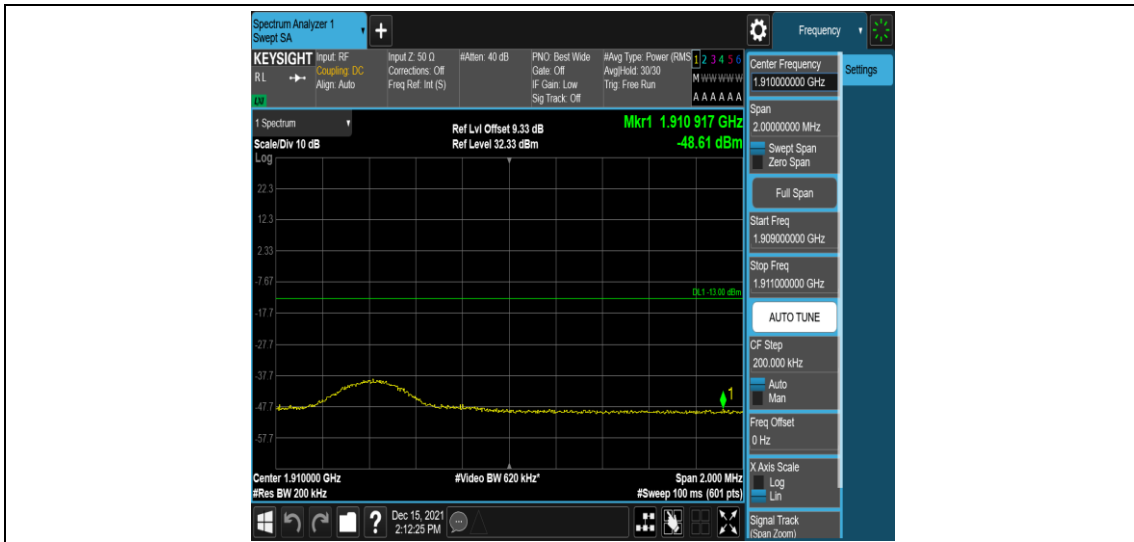 Spectrum Analyzer 1
Swept SA
+
Frequency
KEYSIGHT
RL
LXI
Input: RF
Coupling: DC
Align: Auto
Input Z: 50 Ω
Corrections: Off
Freq Ref: Int (S)
#Atten: 40 dB
PNO: Best Wide
Gate: Off
IF Gain: Low
Sig Track: Off
#Avg Type: Power (RMS
Avg|Hold: 30/30
Trig: Free Run
1 2 3 4 5 6
M W W W W W
A A A A A A
1 Spectrum
Scale/Div 10 dB
Log
Ref Lvl Offset 9.33 dB
Ref Level 32.33 dBm
Mkr1 1.910 917 GHz
-48.61 dBm
22.3
12.3
2.33
-7.67
DL1 -13.00 dBm
-17.7
-27.7
-37.7
1
-47.7
-57.7
Center 1.910000 GHz
#Res BW 200 kHz
#Video BW 620 kHz*
Span 2.000 MHz
#Sweep 100 ms (601 pts)
?
Dec 15, 2021
2:12:25 PM
Center Frequency
1.910000000 GHz
Settings
Span
2.00000000 MHz
Swept Span
Zero Span
Full Span
Start Freq
1.909000000 GHz
Stop Freq
1.911000000 GHz
AUTO TUNE
CF Step
200.000 kHz
Auto
Man
Freq Offset
0 Hz
X Axis Scale
Log
Lin
Signal Track
(Span Zoom)